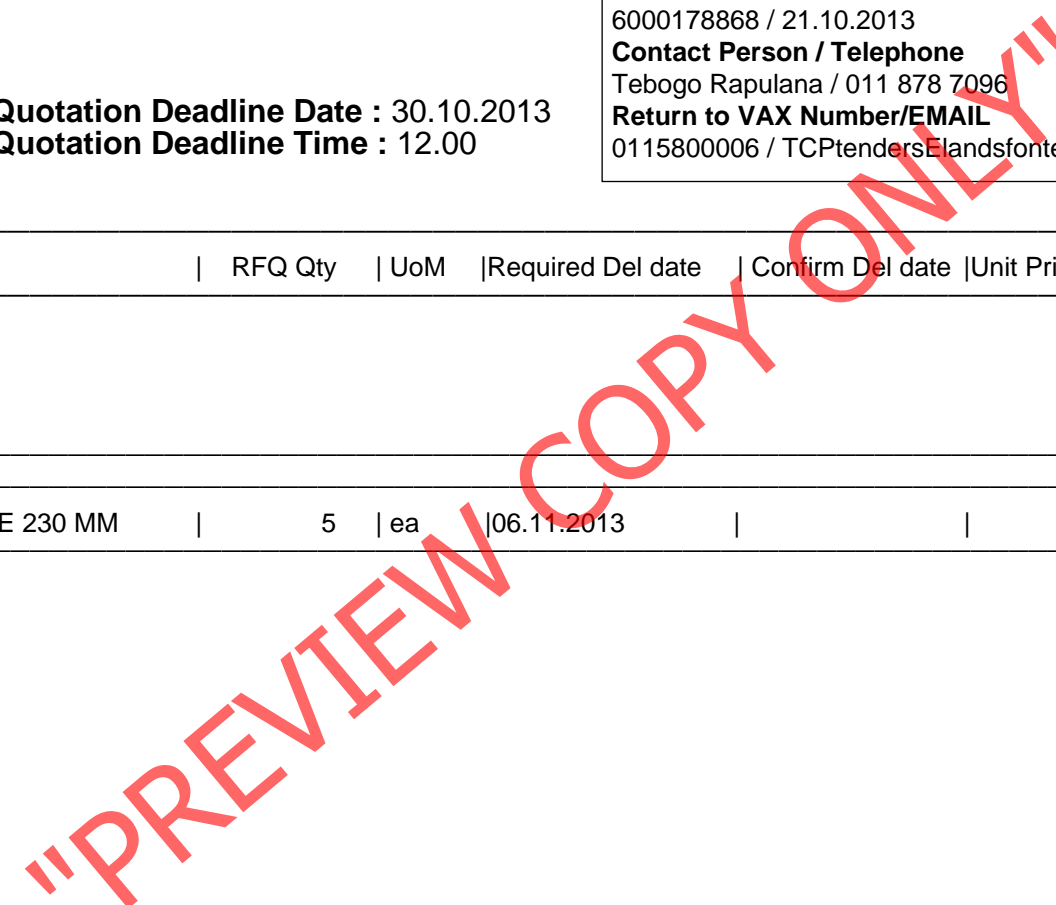 6000178868 / 21.10.2013
Contact Person / Telephone
Tebogo Rapulana / 011 878 7096
Quotation Deadline Date : 30.10.2013
Return to VAX Number/EMAIL
Quotation Deadline Time : 12.00
0115800006 / TCPtendersElandsfonte
| RFQ Qty | UoM |Required Del date | Confirm Del date |Unit Pri
E 230 MM | 5 | ea |06.11.2013 | |
"PREVIEW COPY ONLY"